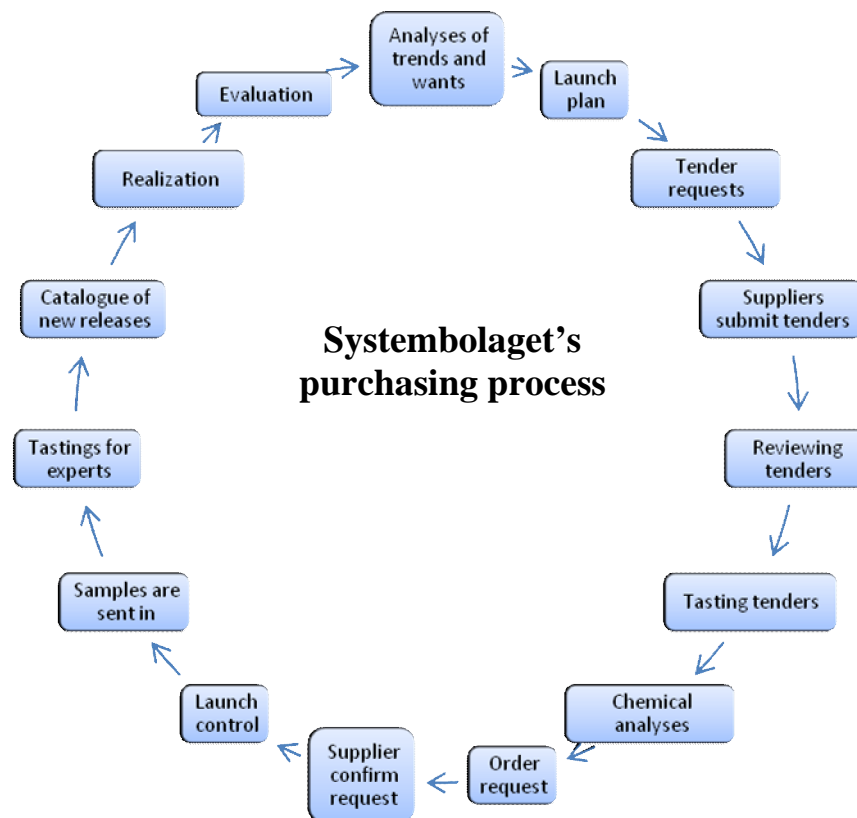 Analyses of
trends and
wants
Launch
plan
Tender
requests
Suppliers
submit tenders
Reviewing
tenders
Tasting tenders
Chemical
analyses
Order
request
Supplier
confirm
request
Launch
control
Samples are
sent in
Tastings for
experts
Catalogue of
new releases
Realization
Evaluation
Systembolaget's
purchasing process